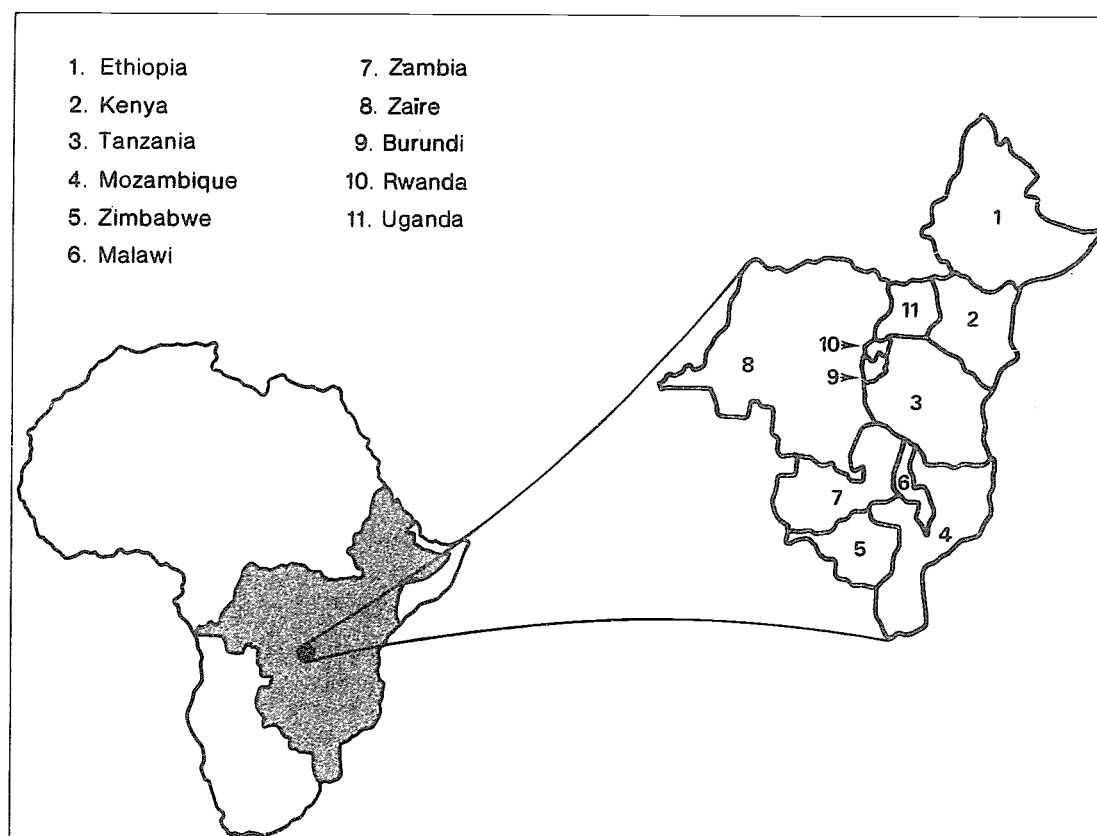 1. Ethiopia
2. Kenya
3. Tanzania
4. Mozambique
5. Zimbabwe
6. Malawi
7. Zambia
8. Zaire
9. Burundi
10. Rwanda
11. Uganda
1
11
2
10
8
9
3
6
7
4
5